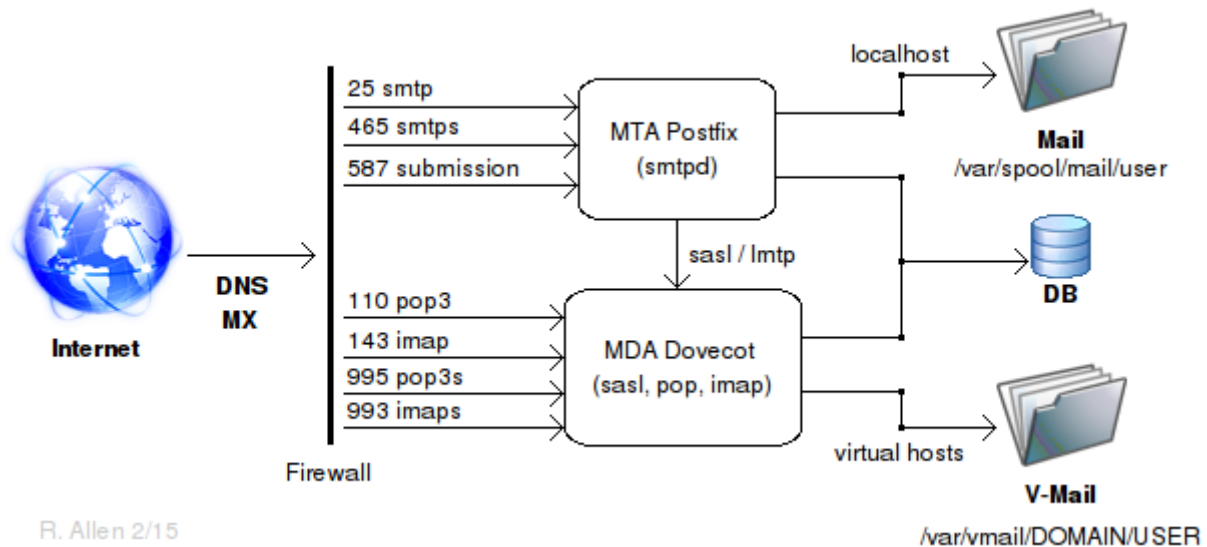 localhost
25 smtp
465 smtps
587 submission
MTA Postfix
(smtpd)
Mail
/var/spool/mail/user
sasl / lmtp
DNS
MX
DB
Internet
110 pop3
143 imap
995 pop3s
993 imaps
MDA Dovecot
(sasl, pop, imap)
virtual hosts
Firewall
V-Mail
/var/vmail/DOMAIN/USER
R. Allen 2/15